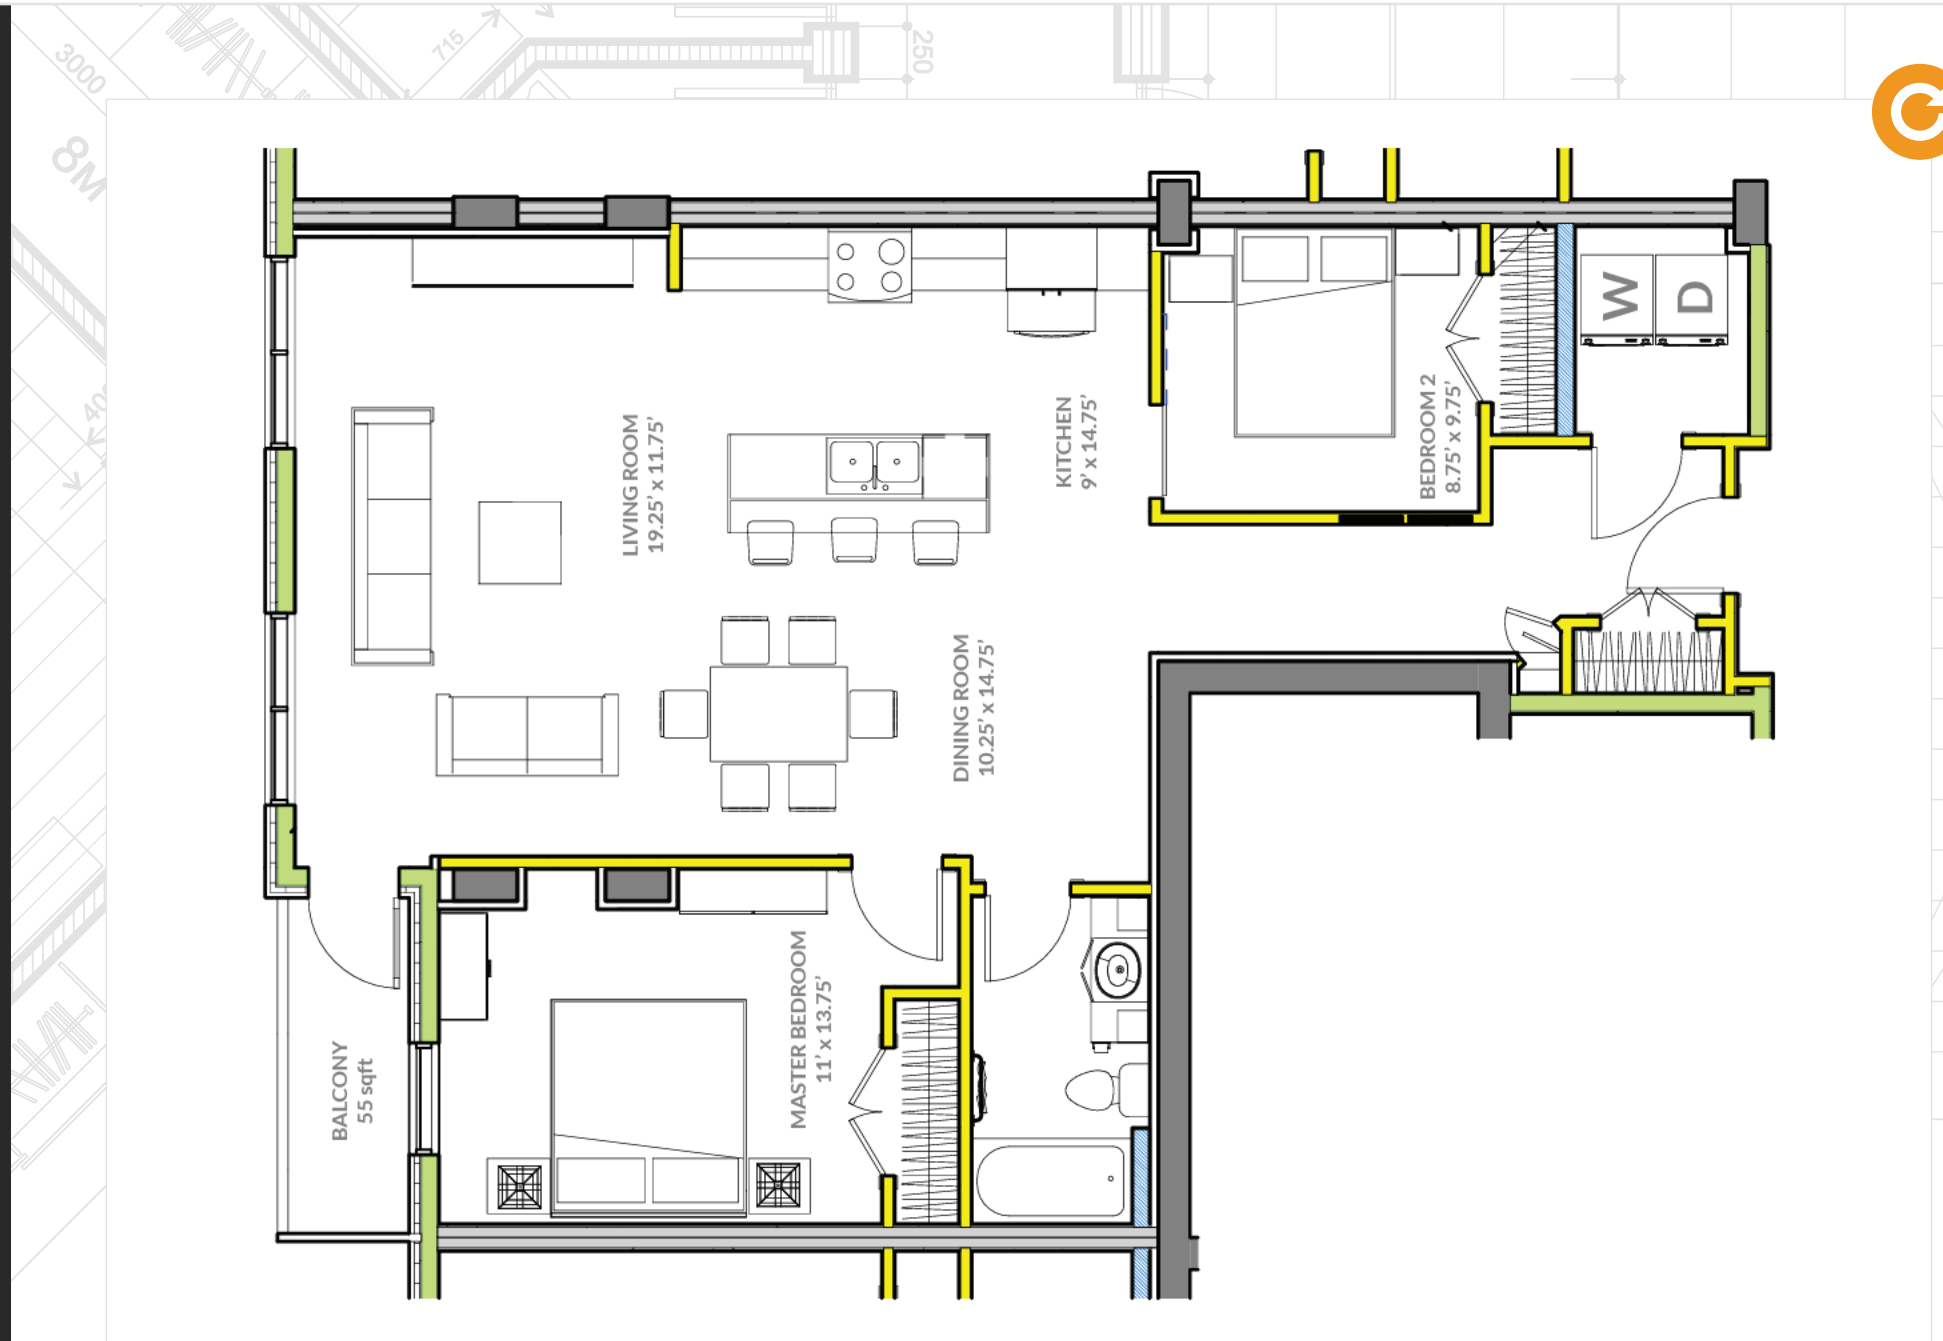 3000
715
250
8M
LIVING ROOM
19.25' x 11.75'
KITCHEN
9' x 14.75'
BEDROOM 2
8.75' x 9.75'
W
D
DINING ROOM
10.25' x 14.75'
MASTER BEDROOM
11' x 13.75'
BALCONY
55 sqft